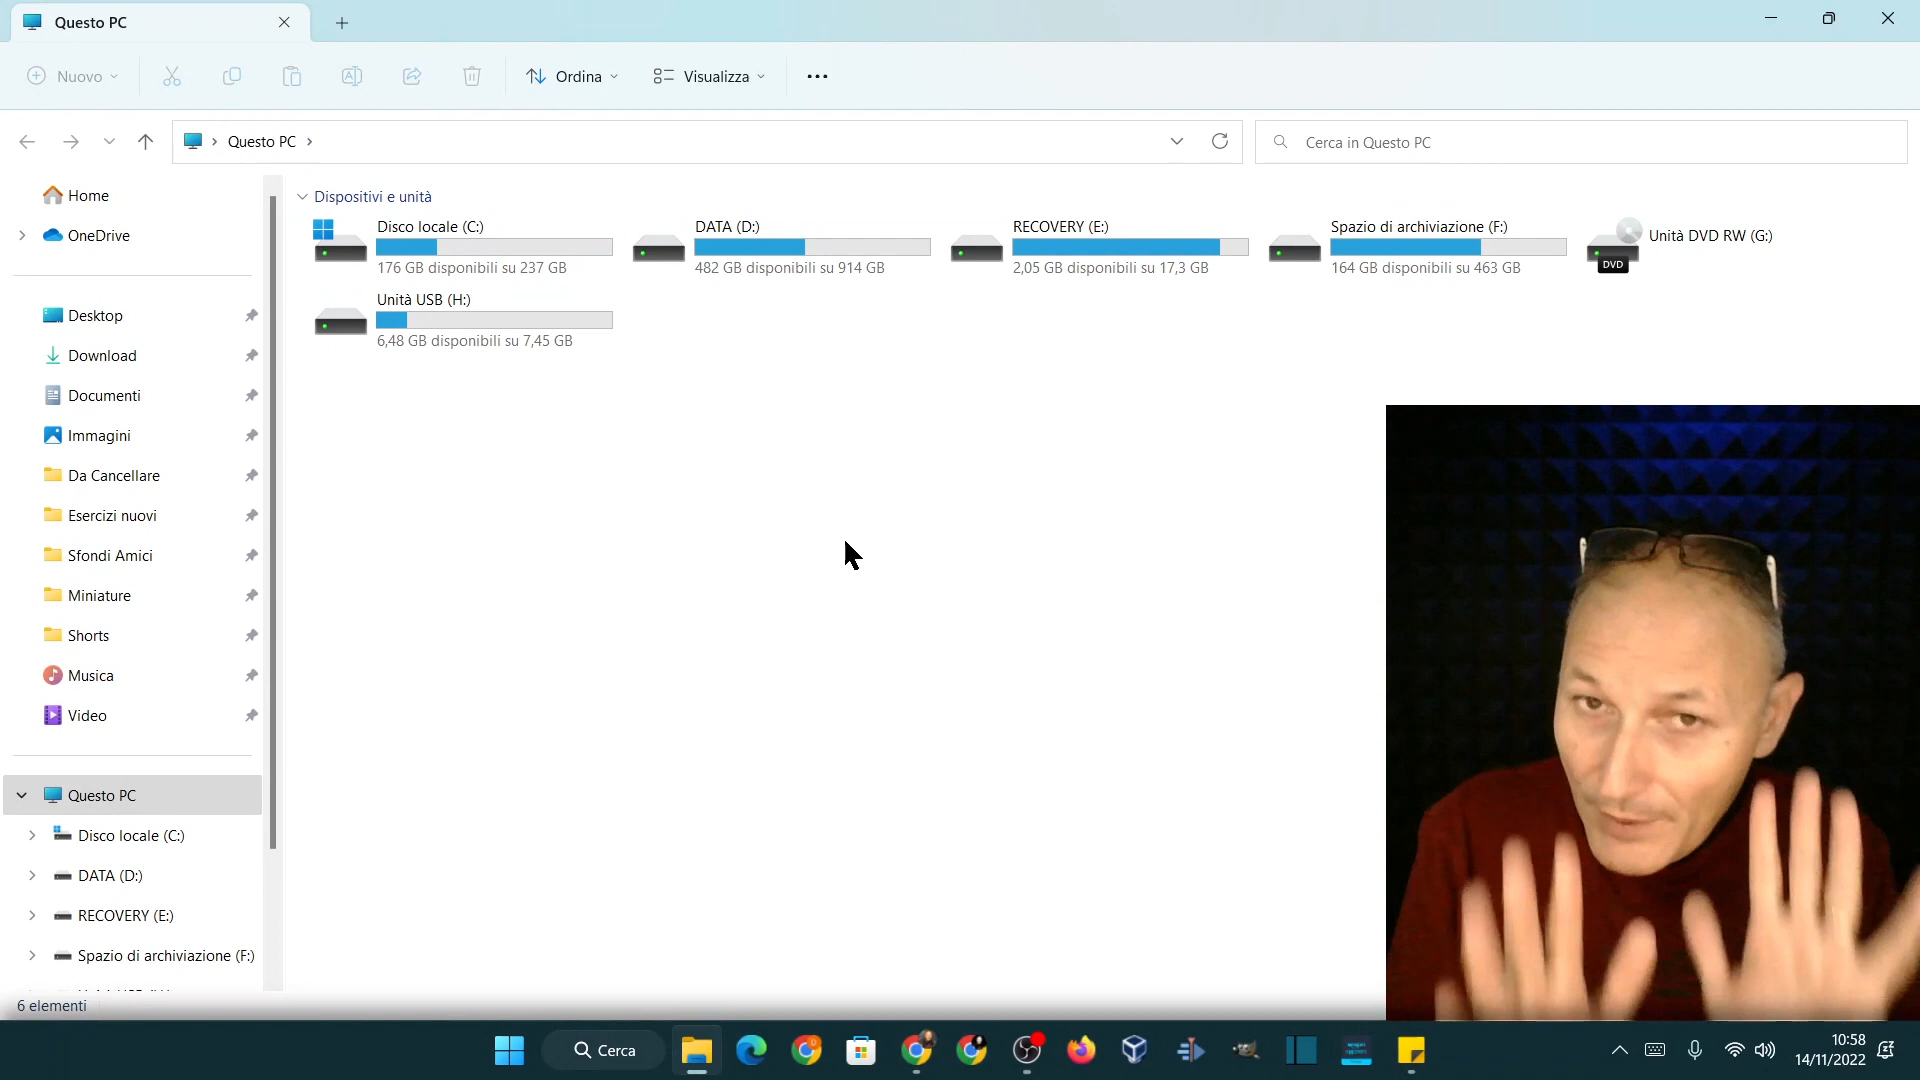 Questo PC
Nuovo
Ordina
Visualizza
Questo PC
Cerca in Questo PC
Home
OneDrive
Desktop
Download
Documenti
Immagini
Da Cancellare
Esercizi nuovi
Sfondi Amici
Miniature
Shorts
Musica
Video
Questo PC
Disco locale (C:)
DATA (D:)
RECOVERY (E:)
Spazio di archiviazione (F:)
6 elementi
Dispositivi e unità
Disco locale (C:)
176 GB disponibili su 237 GB
DATA (D:)
482 GB disponibili su 914 GB
RECOVERY (E:)
2,05 GB disponibili su 17,3 GB
Spazio di archiviazione (F:)
164 GB disponibili su 463 GB
Unità DVD RW (G:)
DVD
Unità USB (H:)
6,48 GB disponibili su 7,45 GB
Cerca
10:58
14/11/2022